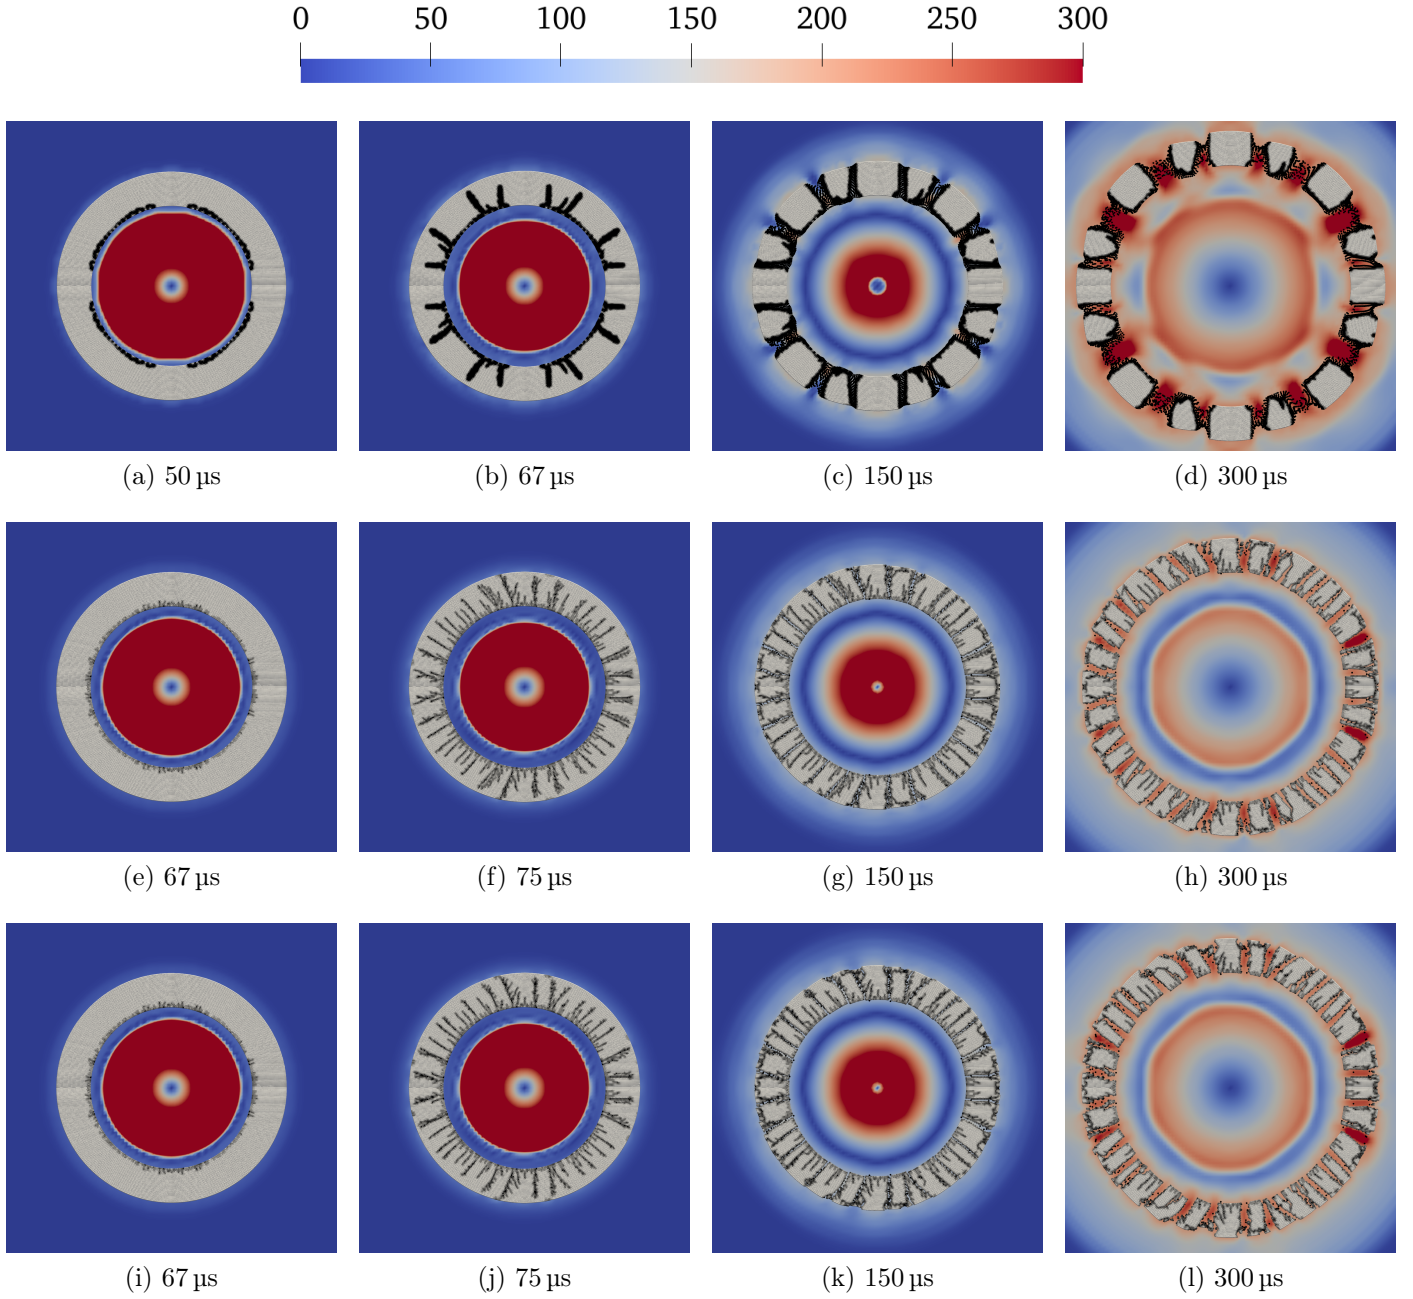 0 50 100 150 200 250 300
(a) 50 µs (b) 67 µs (c) 150 µs (d) 300 µs
(e) 67 µs (f) 75 µs (g) 150 µs (h) 300 µs
(i) 67 µs (j) 75 µs (k) 150 µs (l) 300 µs